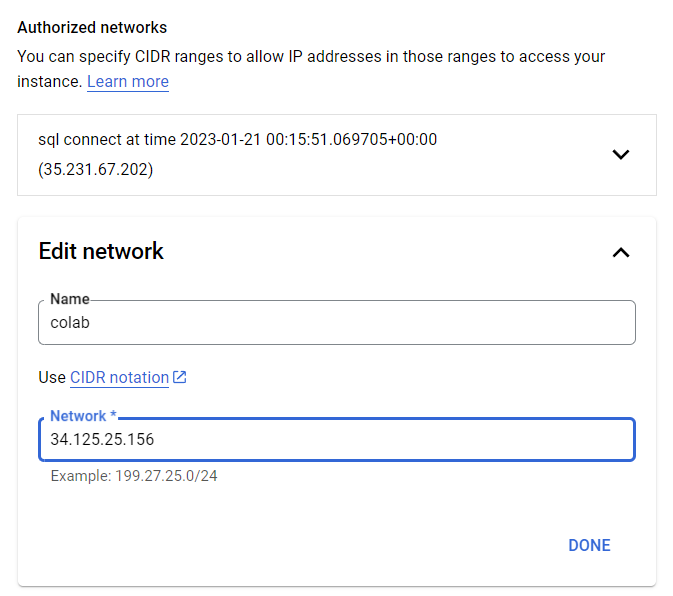 Authorized networks
You can specify CIDR ranges to allow IP addresses in those ranges to access your
instance. Learn more
sql connect at time 2023-01-21 00:15:51.069705+00:00
(35.231.67.202)
Edit network
Name
colab
Use CIDR notation
Network *
34.125.25.156
Example: 199.27.25.0/24
DONE